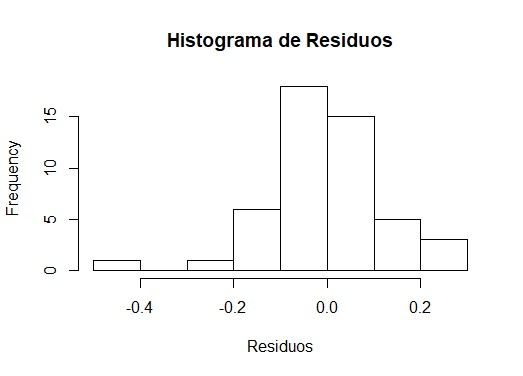 Histograma de Residuos
Frequency
15
10
5
0
-0.4 -0.2 0.0 0.2
Residuos